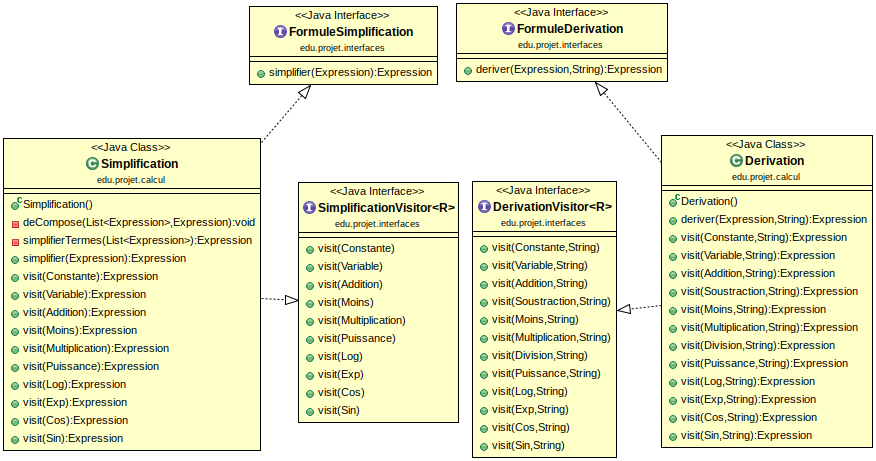 <<Java Interface>>
FormuleSimplification
edu.projet.interfaces
simplifier(Expression):Expression
<<Java Interface>>
FormuleDerivation
edu.projet.interfaces
deriver(Expression,String):Expression
<<Java Class>>
Simplification
edu.projet.calcul
Simplification()
deCompose(List<Expression>,Expression):void
simplifierTermes(List<Expression>):Expression
simplifier(Expression):Expression
visit(Constante):Expression
visit(Variable):Expression
visit(Addition):Expression
visit(Moins):Expression
visit(Multiplication):Expression
visit(Puissance):Expression
visit(Log):Expression
visit(Exp):Expression
visit(Cos):Expression
visit(Sin):Expression
<<Java Interface>>
SimplificationVisitor<R>
edu.projet.interfaces
visit(Constante)
visit(Variable)
visit(Addition)
visit(Moins)
visit(Multiplication)
visit(Puissance)
visit(Log)
visit(Exp)
visit(Cos)
visit(Sin)
<<Java Interface>>
DerivationVisitor<R>
edu.projet.interfaces
visit(Constante,String)
visit(Variable,String)
visit(Addition,String)
visit(Soustraction,String)
visit(Moins,String)
visit(Multiplication,String)
visit(Division,String)
visit(Puissance,String)
visit(Log,String)
visit(Exp,String)
visit(Cos,String)
visit(Sin,String)
<<Java Class>>
Derivation
edu.projet.calcul
Derivation()
deriver(Expression,String):Expression
visit(Constante,String):Expression
visit(Variable,String):Expression
visit(Addition,String):Expression
visit(Soustraction,String):Expression
visit(Moins,String):Expression
visit(Multiplication,String):Expression
visit(Division,String):Expression
visit(Puissance,String):Expression
visit(Log,String):Expression
visit(Exp,String):Expression
visit(Cos,String):Expression
visit(Sin,String):Expression